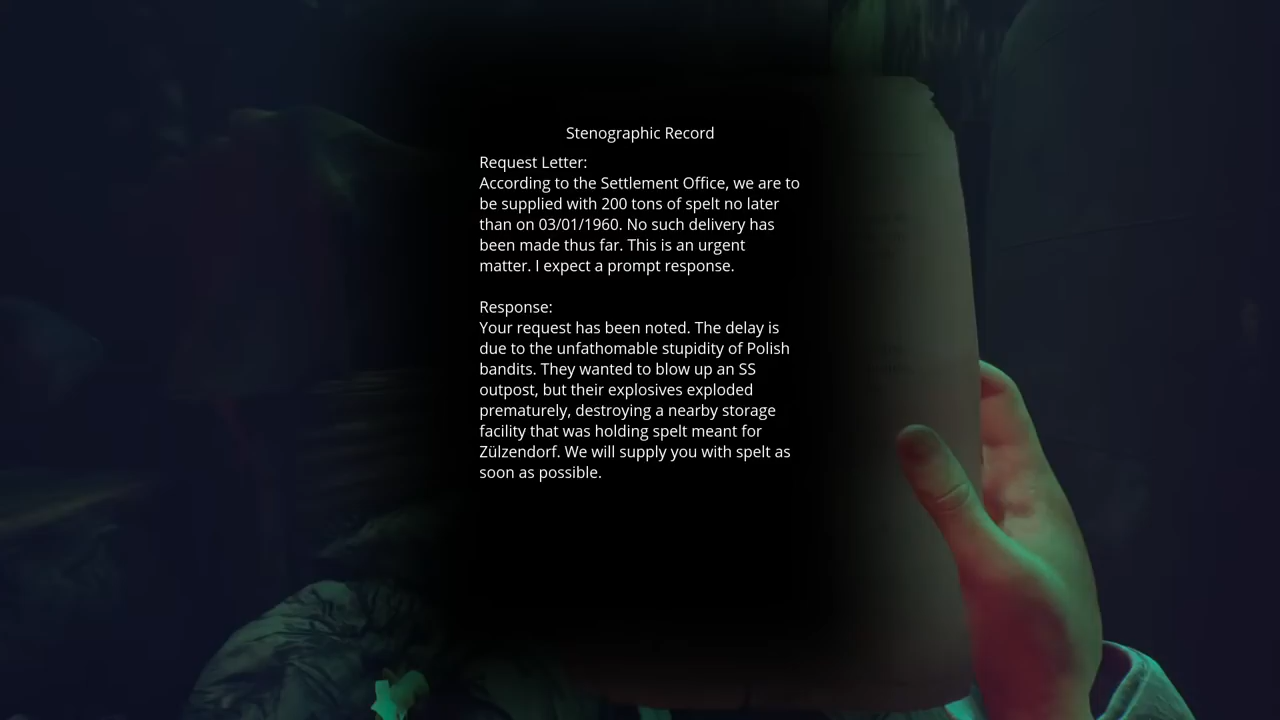 Stenographic Record
Request Letter:
According to the Settlement Office, we are to
be supplied with 200 tons of spelt no later
than on 03/01/1960. No such delivery has
been made thus far. This is an urgent
matter. I expect a prompt response.
Response:
Your request has been noted. The delay is
due to the unfathomable stupidity of Polish
bandits. They wanted to blow up an SS
outpost, but their explosives exploded
prematurely, destroying a nearby storage
facility that was holding spelt meant for
Zülzendorf. We will supply you with spelt as
soon as possible.